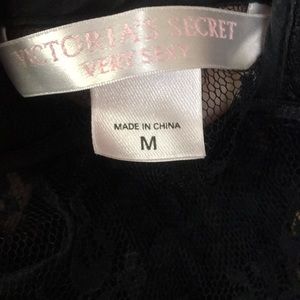 VICTORIA'S SECRET
VERY SEXY
MADE IN CHINA
M